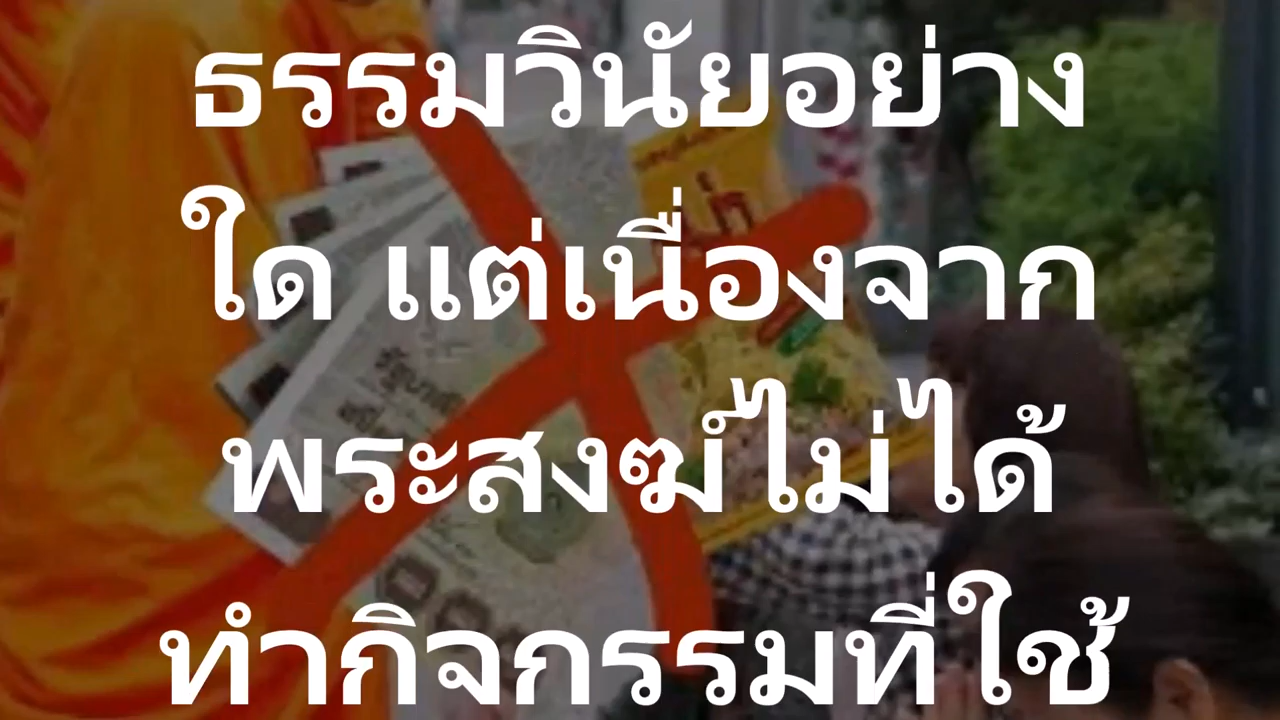 ธรรมวินัยอย่าง
ใด แต่เนื่องจาก
พระสงฆ์ไม่ได้
ทำกิจกรรมที่ใช้